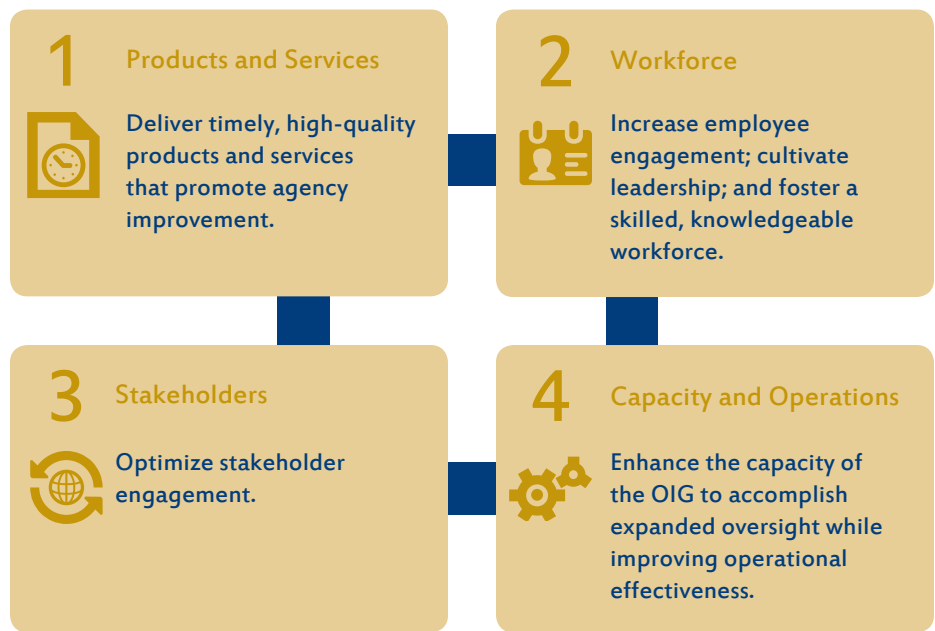 1
Products and Services
Deliver timely, high-quality
products and services
that promote agency
improvement.
2
Workforce
Increase employee
engagement; cultivate
leadership; and foster a
skilled, knowledgeable
workforce.
3
Stakeholders
Optimize stakeholder
engagement.
4
Capacity and Operations
Enhance the capacity of
the OIG to accomplish
expanded oversight while
improving operational
effectiveness.